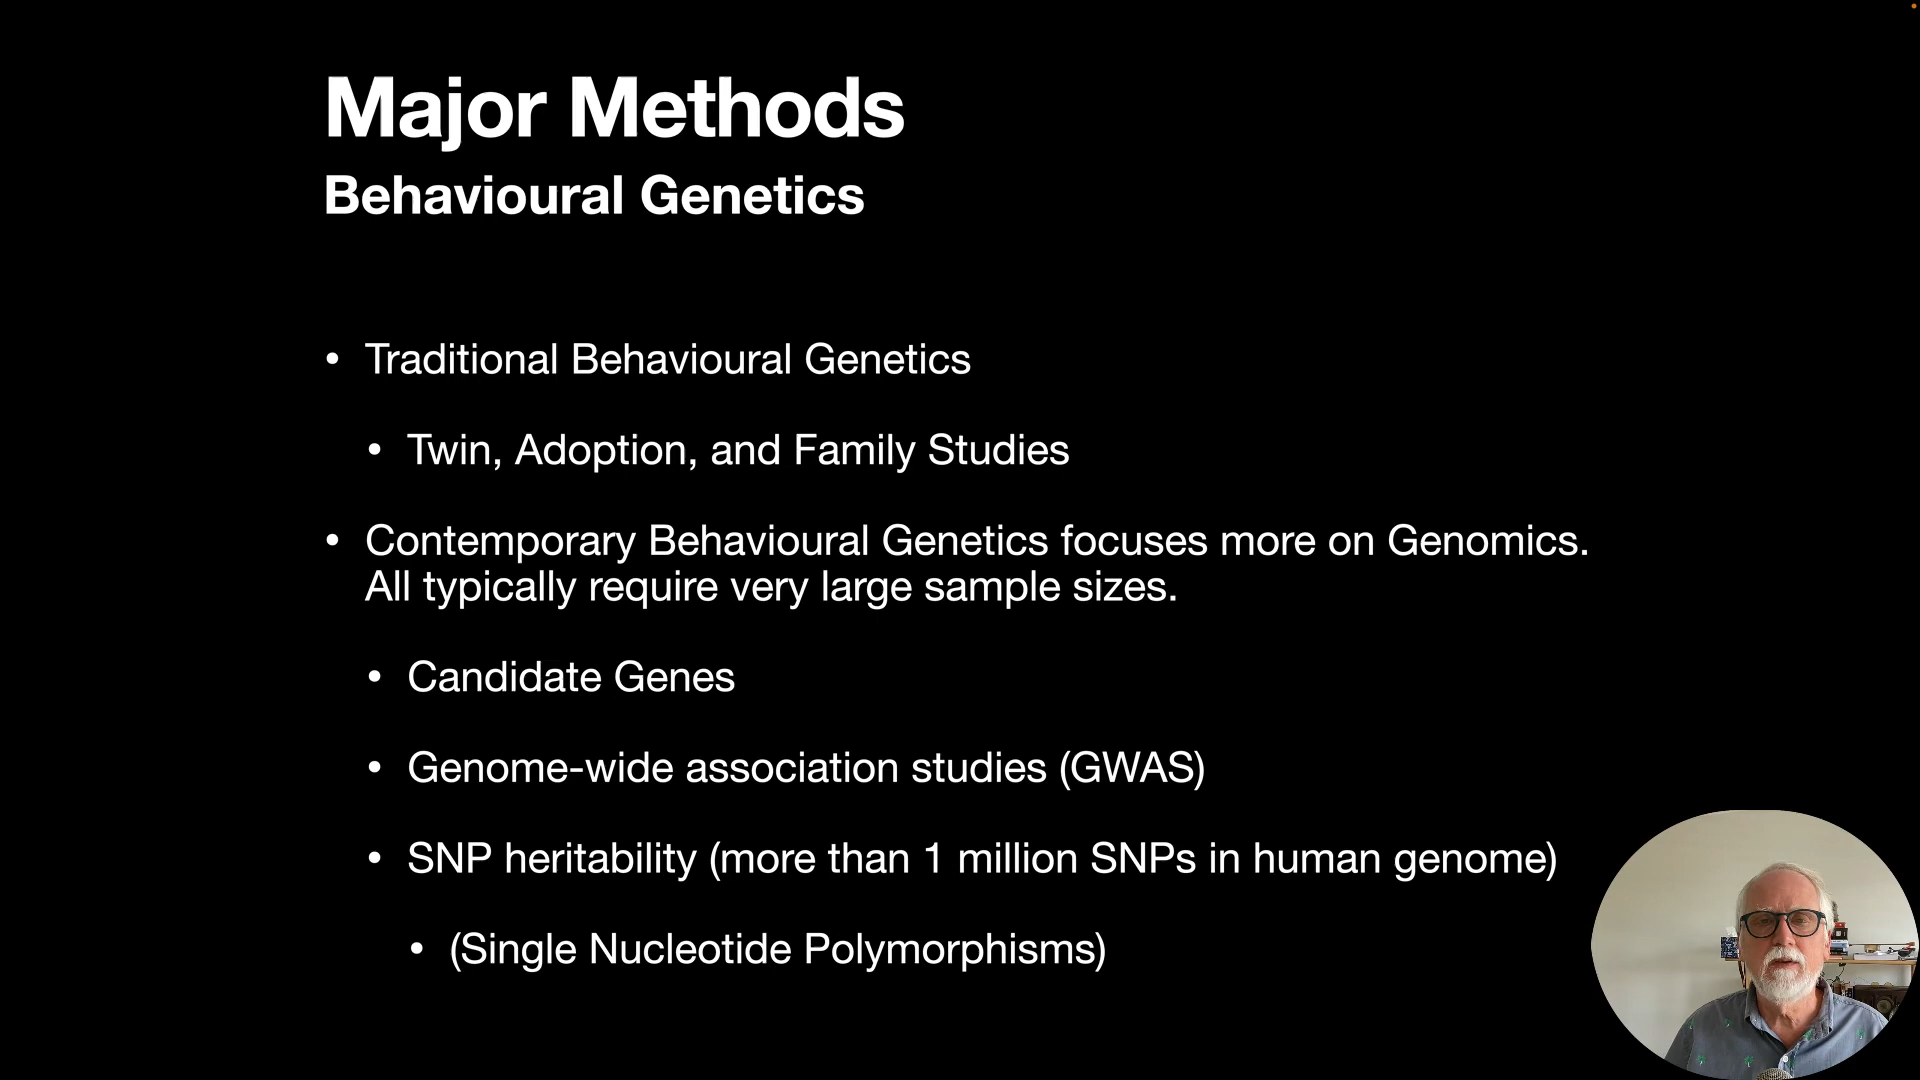 Major Methods
Behavioural Genetics
• Traditional Behavioural Genetics
• Twin, Adoption, and Family Studies
• Contemporary Behavioural Genetics focuses more on Genomics.
All typically require very large sample sizes.
• Candidate Genes
• Genome-wide association studies (GWAS)
• SNP heritability (more than 1 million SNPs in human genome)
• (Single Nucleotide Polymorphisms)